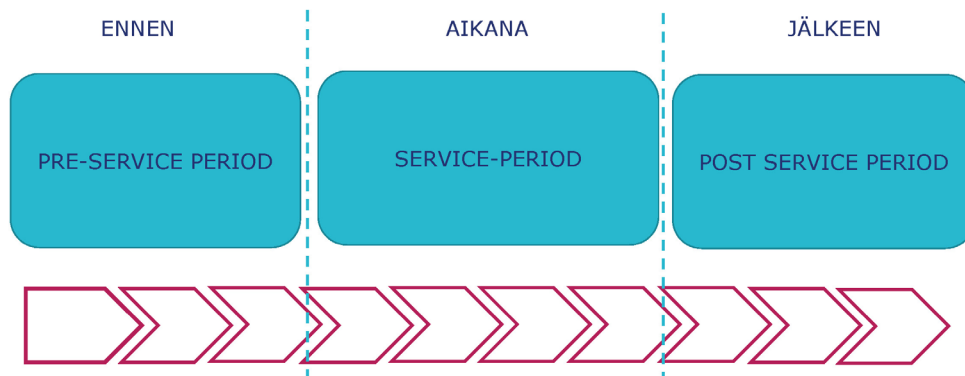 ENNEN
AIKANA
JÄLKEEN
PRE-SERVICE PERIOD
SERVICE-PERIOD
POST SERVICE PERIOD